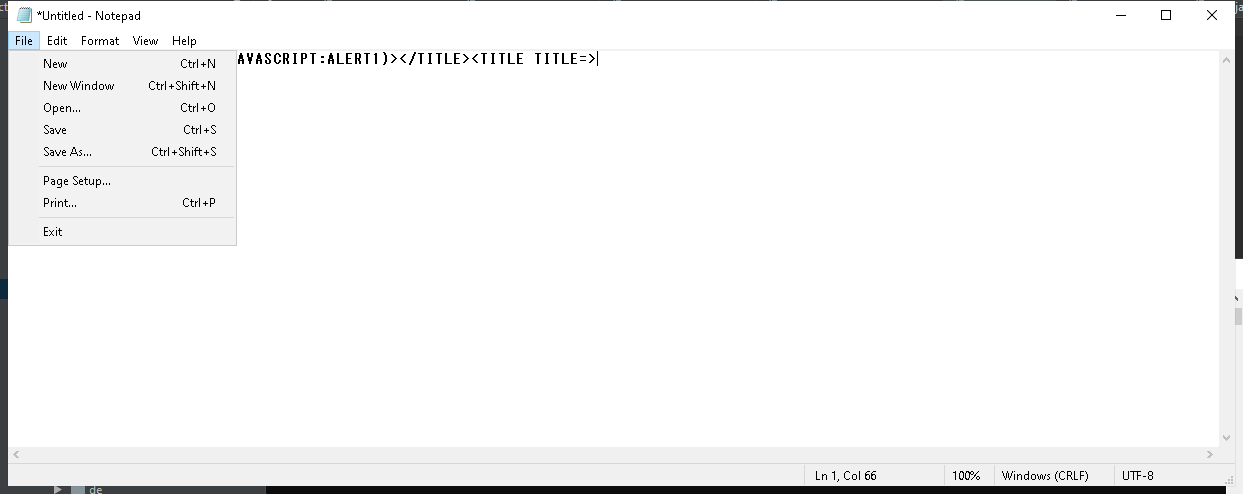 *Untitled - Notepad
File Edit Format View Help
AVASCRIPT:ALERT1)></TITLE><TITLE TITLE=>
New Ctrl+N
New Window Ctrl+Shift+N
Open... Ctrl+O
Save Ctrl+S
Save As... Ctrl+Shift+S
Page Setup...
Print... Ctrl+P
Exit
Ln 1, Col 66 100% Windows (CRLF) UTF-8
de